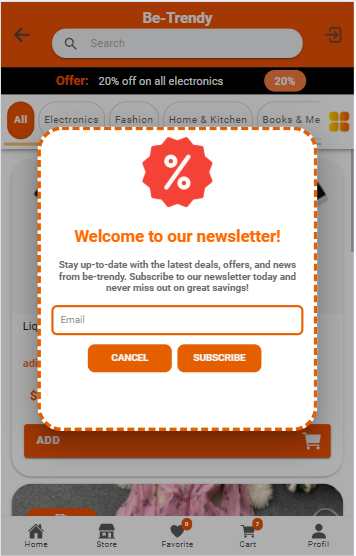 Be-Trendy
Search
Offer: 20% off on all electronics 20%
All Electronics Fashion Home & Kitchen Books & Me
%
Welcome to our newsletter!
Stay up-to-date with the latest deals, offers, and news
from be-trendy. Subscribe to our newsletter today and
never miss out on great savings!
Liq
Email
adi
CANCEL SUBSCRIBE
$
ADD
0 7
Home Store Favorite Cart Profil